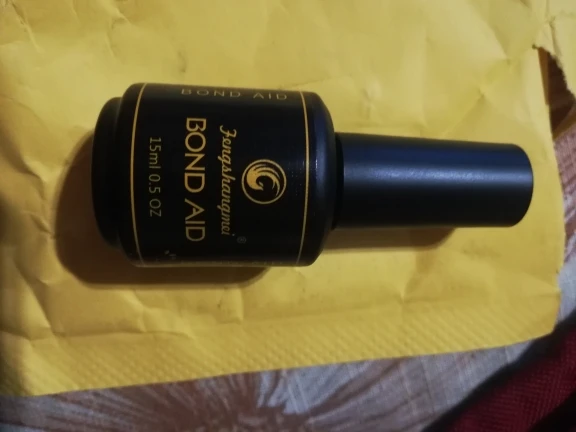 BOND AID
Fengshangmei®
BOND AID
15ml 0.5 OZ